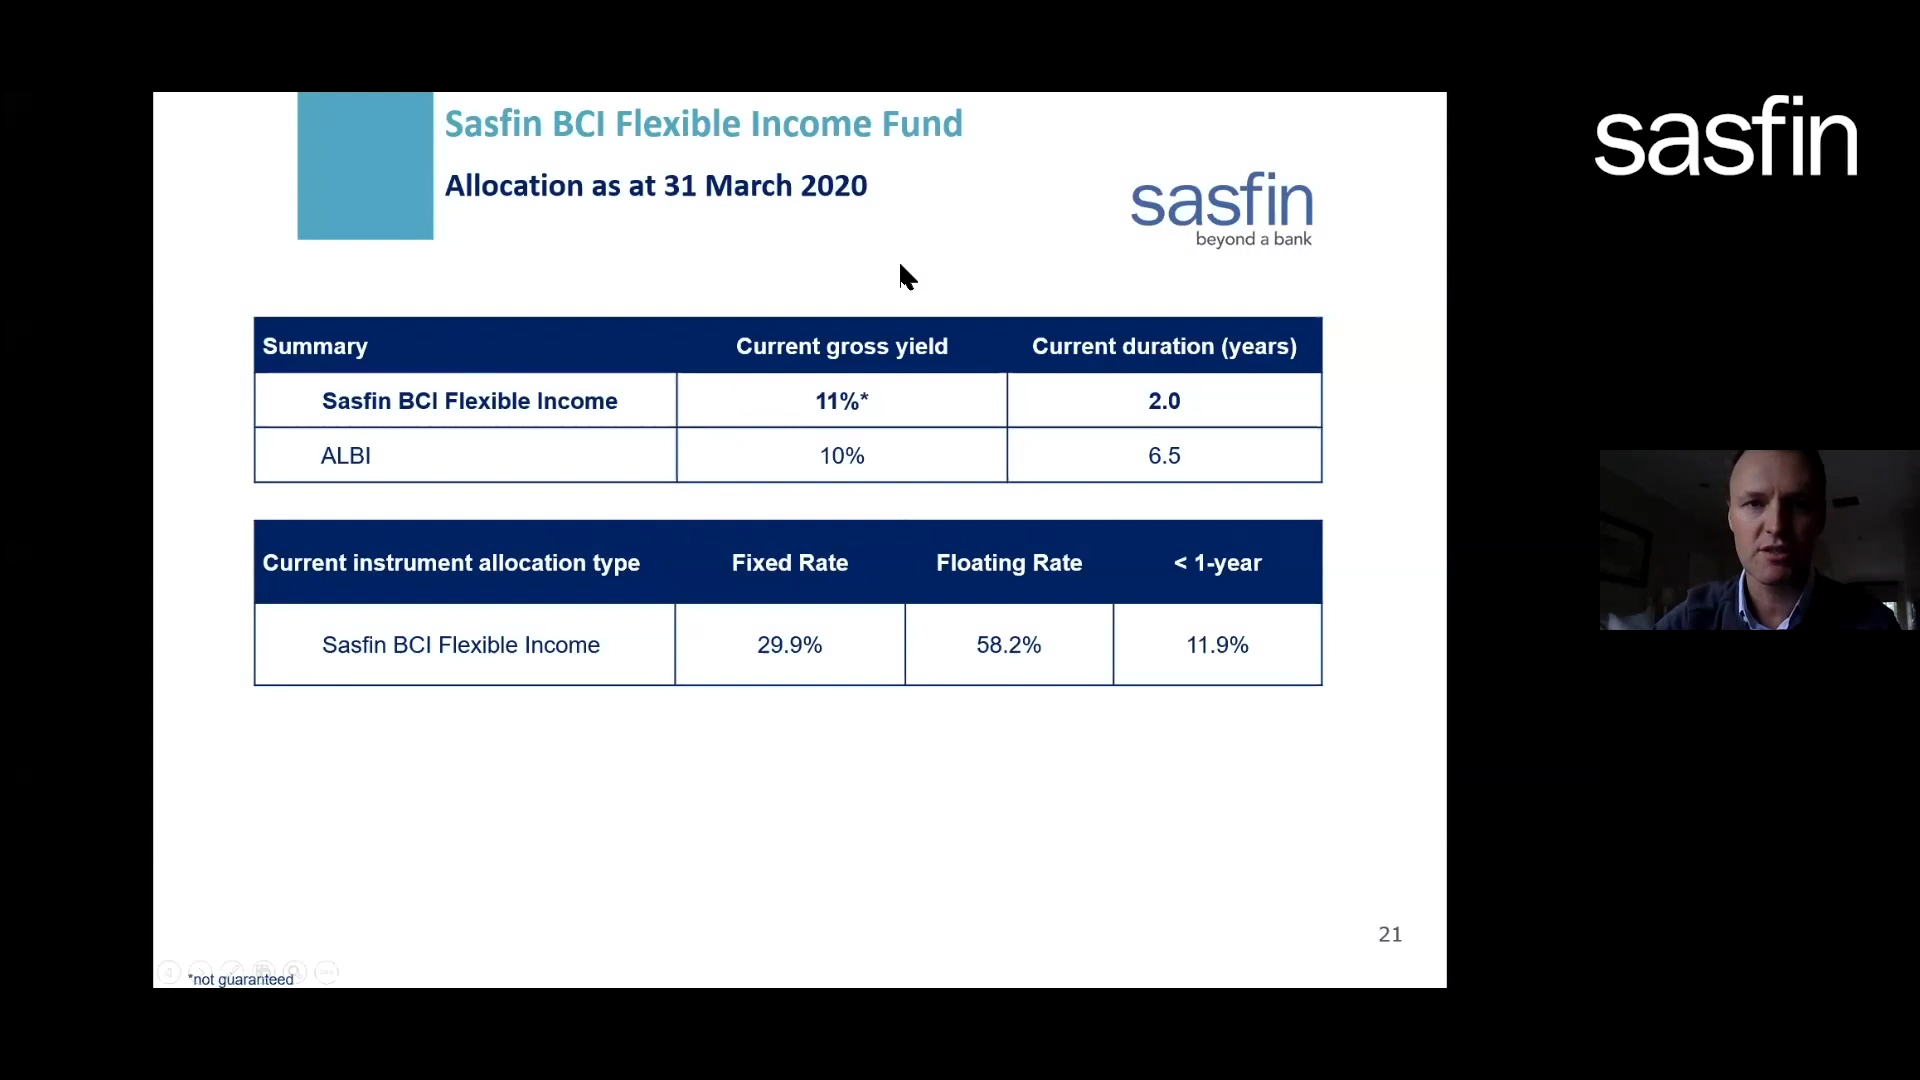 Sasfin BCI Flexible Income Fund
Allocation as at 31 March 2020
sasfin
beyond a bank
sasfin
Summary Current gross yield Current duration (years)
Sasfin BCI Flexible Income 11%* 2.0
ALBI 10% 6.5
Current instrument allocation type Fixed Rate Floating Rate < 1-year
Sasfin BCI Flexible Income 29.9% 58.2% 11.9%
21
*not guaranteed